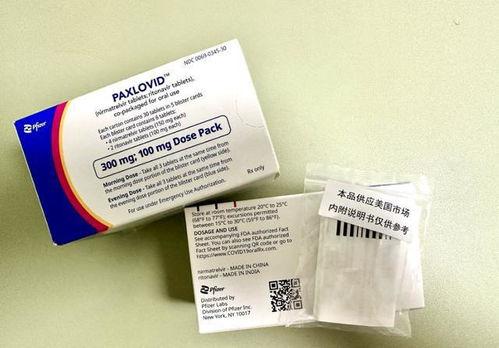 NDC 0069-0345-30
PAXLOVID™
(nirmatrelvir tablets; ritonavir tablets),
co-packaged for oral use
Each carton contains 30 tablets in 5 blister cards
Each blister card contains 6 tablets:
• 4 nirmatrelvir tablets (150 mg each)
• 2 ritonavir tablets (100 mg each)
Pfizer
300 mg; 100 mg Dose Pack
Morning Dose - Take all 3 tablets at the same time from
the morning dose portion of the blister card (yellow side).
Evening Dose - Take all 3 tablets at the same time from
the evening dose portion of the blister card (blue side).
For use under Emergency Use Authorization.
Rx only
Store at room temperature 20°C to 25°C
(68°F to 77°F); excursions permitted
between 15°C to 30°C (59°F to 86°F).
DOSAGE AND USE
See accompanying FDA authorized Fact
Sheet. You can also see FDA authorized
Fact Sheet by scanning QR code or go to
https://www.COVID19oralRx.com.
nirmatrelvir - MADE IN CHINA
ritonavir - MADE IN INDIA
Pfizer
Distributed by
Pfizer Labs
Division of Pfizer Inc.
New York, NY 10017
本品供应美国市场
内附说明书仅供参考